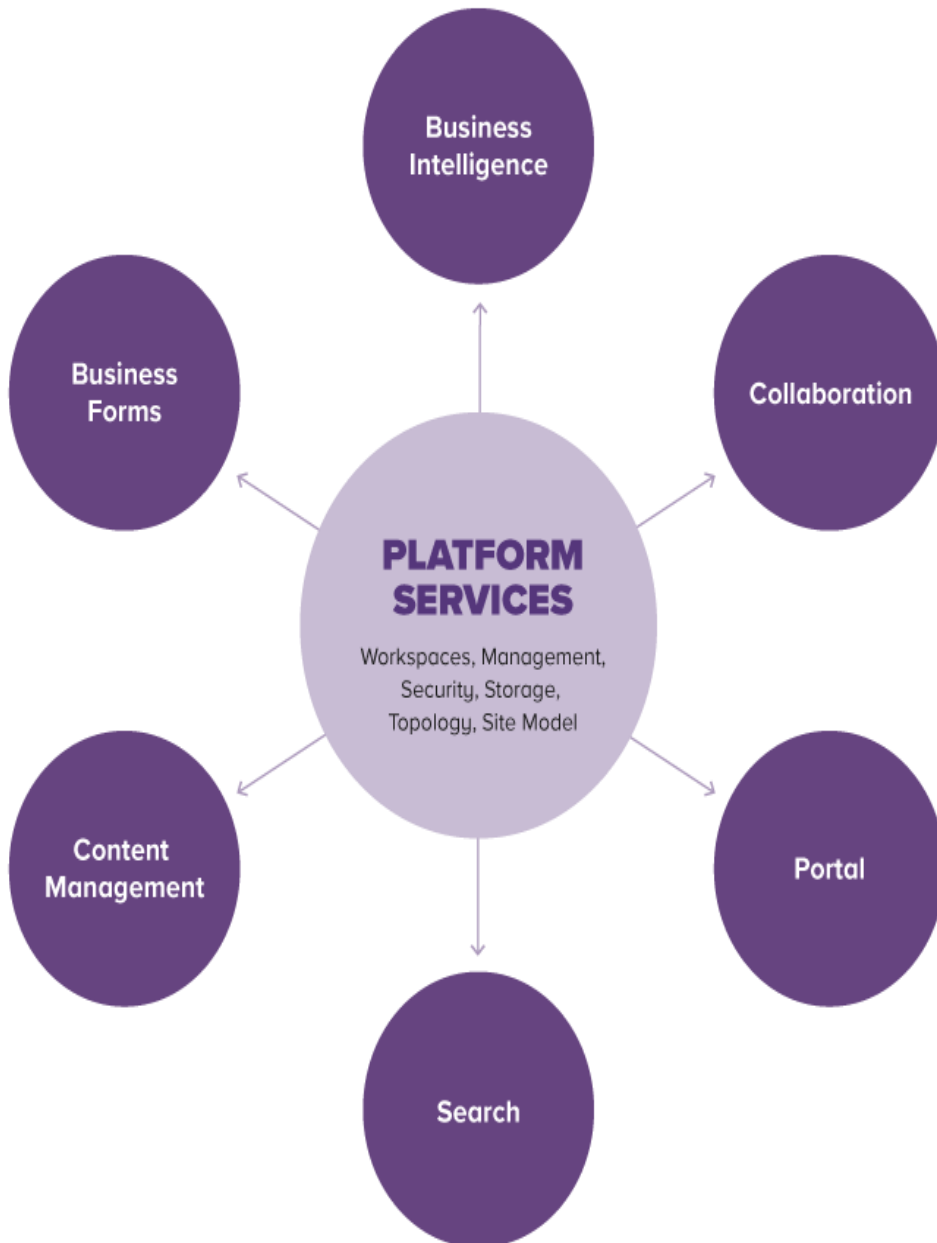 Business
Intelligence
Business
Forms
Collaboration
PLATFORM
SERVICES
Workspaces, Management,
Security, Storage,
Topology, Site Model
Content
Management
Portal
Search